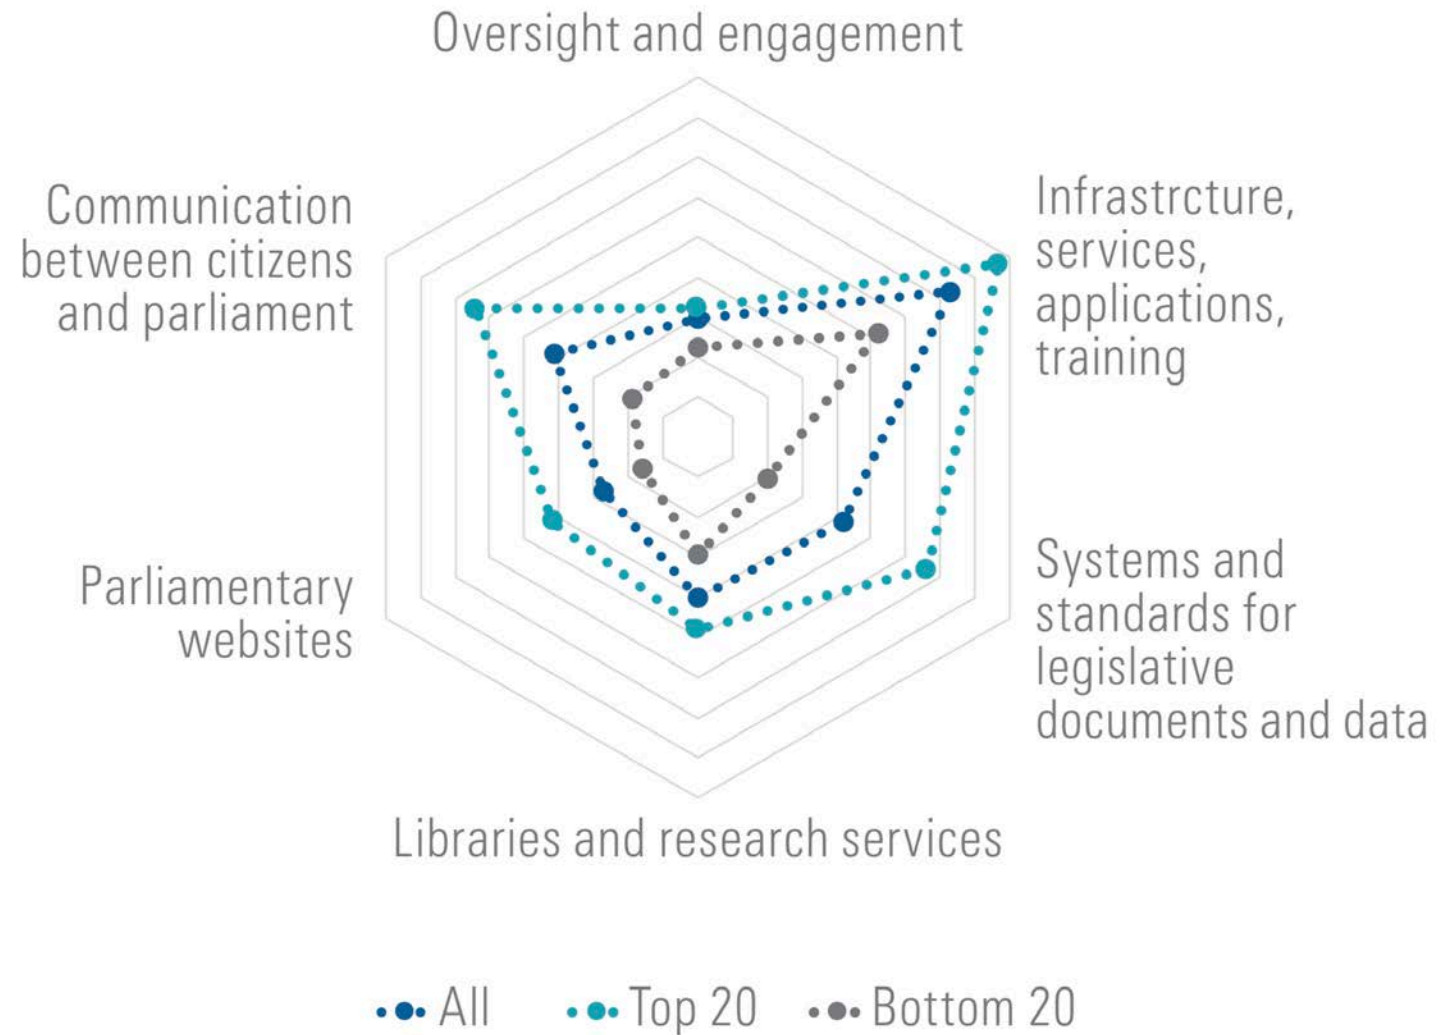 Oversight and engagement
Communication
between citizens
and parliament
Infrastrcture,
services,
applications,
training
Parliamentary
websites
Systems and
standards for
legislative
documents and data
Libraries and research services
All
Top 20
Bottom 20